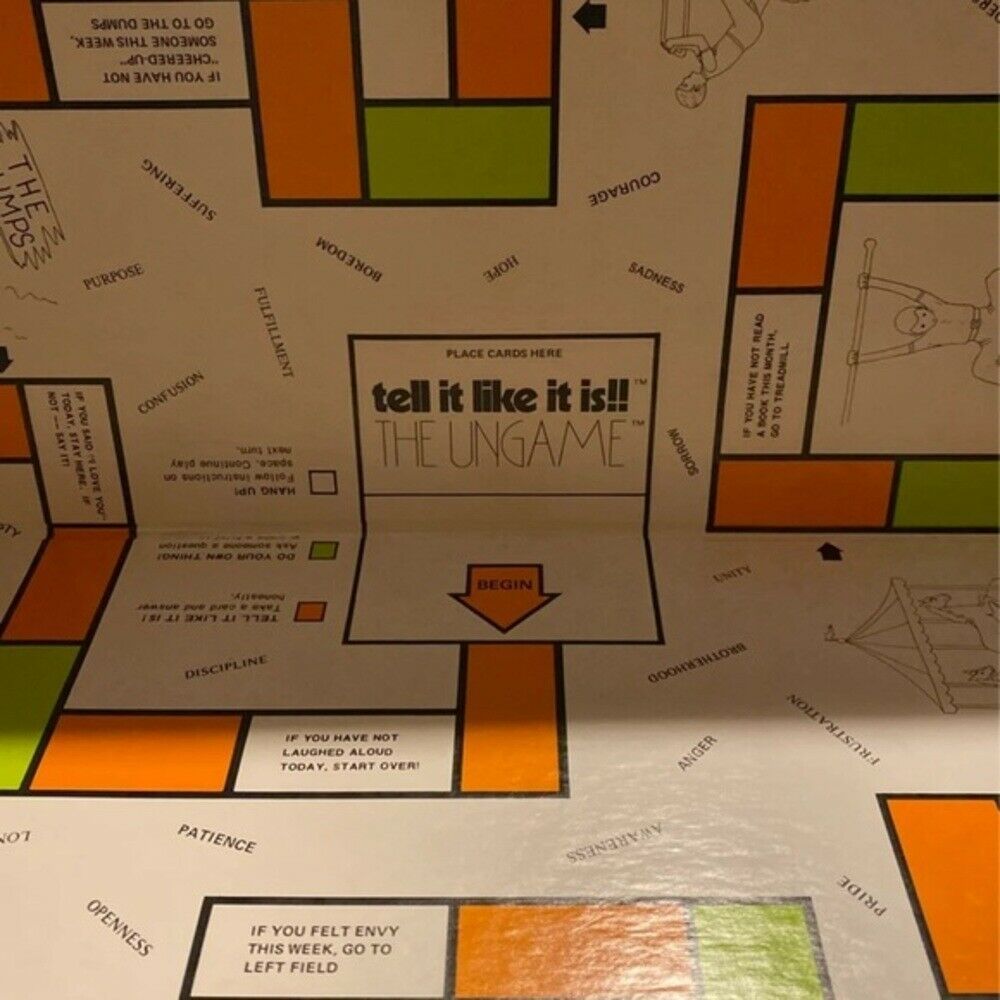 IF YOU HAVE NOT
"CHEERED-UP"
SOMEONE THIS WEEK,
GO TO THE DUMPS
THE
SUFFERING
COURAGE
PURPOSE
BOREDOM
HOPE
SADNESS
FULFILLMENT
CONFUSION
PLACE CARDS HERE
tell it like it is!!™
THE UNGAME™
IF YOU HAVE NOT READ
A BOOK THIS MONTH,
GO TO TREADMILL
IF YOU SAID "I LOVE YOU"
TODAY, STAY HERE. IF
NOT — SAY IT!
SORROW
HANG UP!
Follow instructions on
space. Continue play
next turn.
DO YOUR OWN THING!
Ask someone a question
TELL IT LIKE IT IS!
Take a card and answer
honestly.
BEGIN
UNITY
DISCIPLINE
BROTHERHOOD
FRUSTRATION
IF YOU HAVE NOT
LAUGHED ALOUD
TODAY, START OVER!
ANGER
PATIENCE
AWARENESS
PRIDE
OPENNESS
IF YOU FELT ENVY
THIS WEEK, GO TO
LEFT FIELD